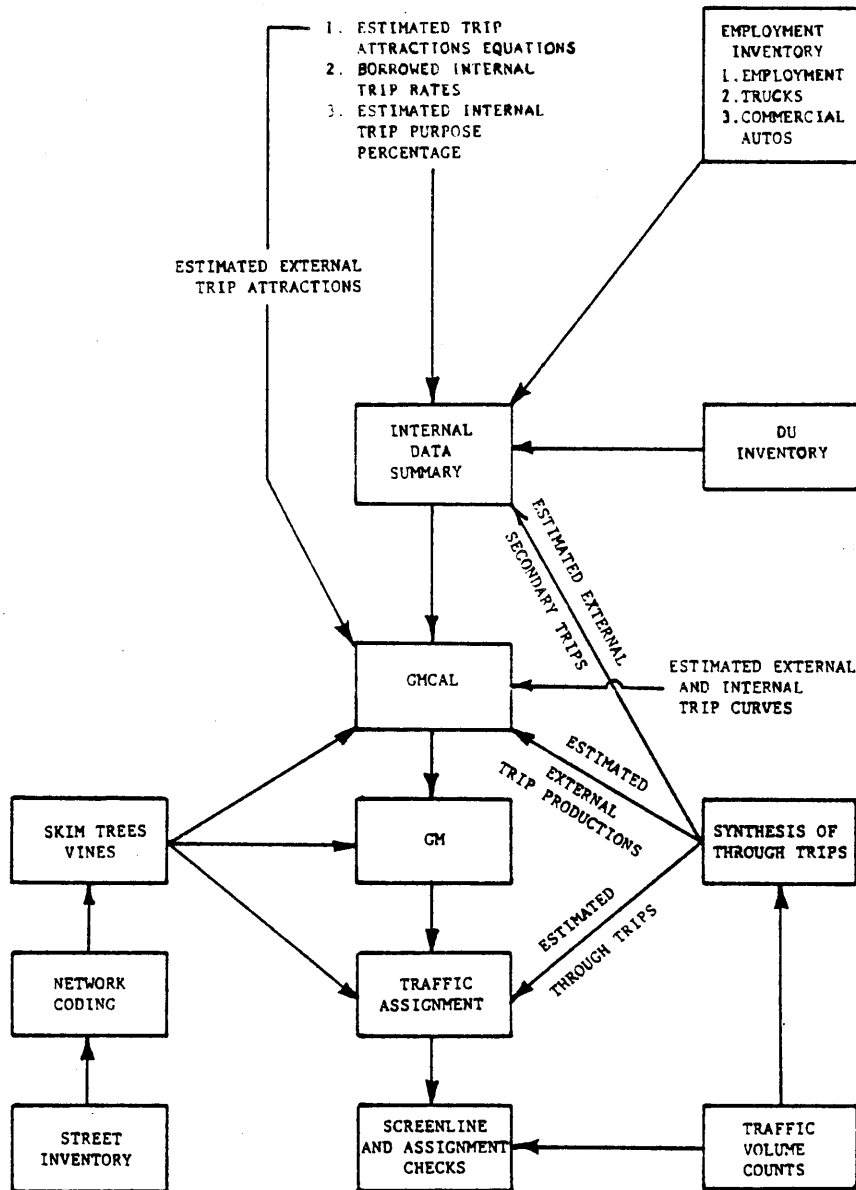 1. ESTIMATED TRIP
ATTRACTIONS EQUATIONS
2. BORROWED INTERNAL
TRIP RATES
3. ESTIMATED INTERNAL
TRIP PURPOSE
PERCENTAGE
EMPLOYMENT
INVENTORY
1.EMPLOYMENT
2.TRUCKS
3.COMMERCIAL
AUTOS
ESTIMATED EXTERNAL
TRIP ATTRACTIONS
INTERNAL
DATA
SUMMARY
DU
INVENTORY
ESTIMATED EXTERNAL
SECONDARY TRIPS
GMCAL
ESTIMATED EXTERNAL
AND INTERNAL
TRIP CURVES
ESTIMATED
EXTERNAL
TRIP PRODUCTIONS
SKIM TREES
VINES
GM
SYNTHESIS OF
THROUGH TRIPS
ESTIMATED
THROUGH TRIPS
NETWORK
CODING
TRAFFIC
ASSIGNMENT
STREET
INVENTORY
SCREENLINE
AND ASSIGNMENT
CHECKS
TRAFFIC
VOLUME
COUNTS